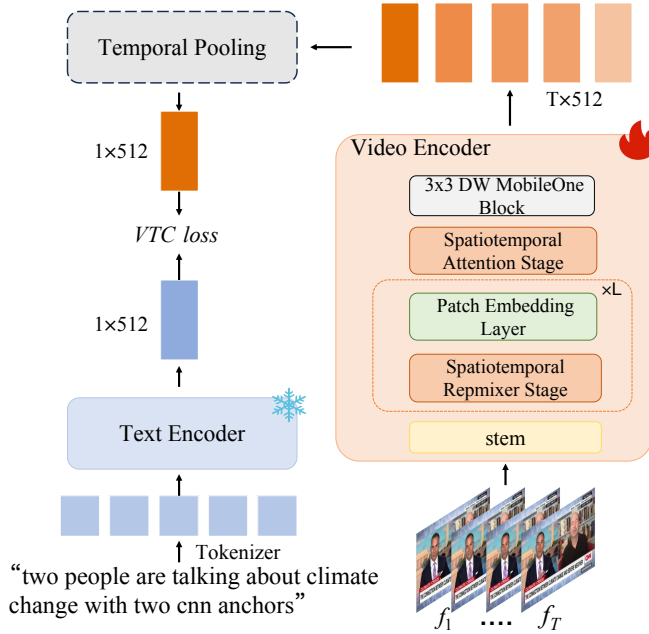 Temporal Pooling
T×512
1×512
Video Encoder
3x3 DW MobileOne
Block
VTC loss
Spatiotemporal
Attention Stage
×L
1×512
Patch Embedding
Layer
Spatiotemporal
Repmixer Stage
Text Encoder
stem
Tokenizer
“two people are talking about climate
change with two cnn anchors”
f1 .... fT